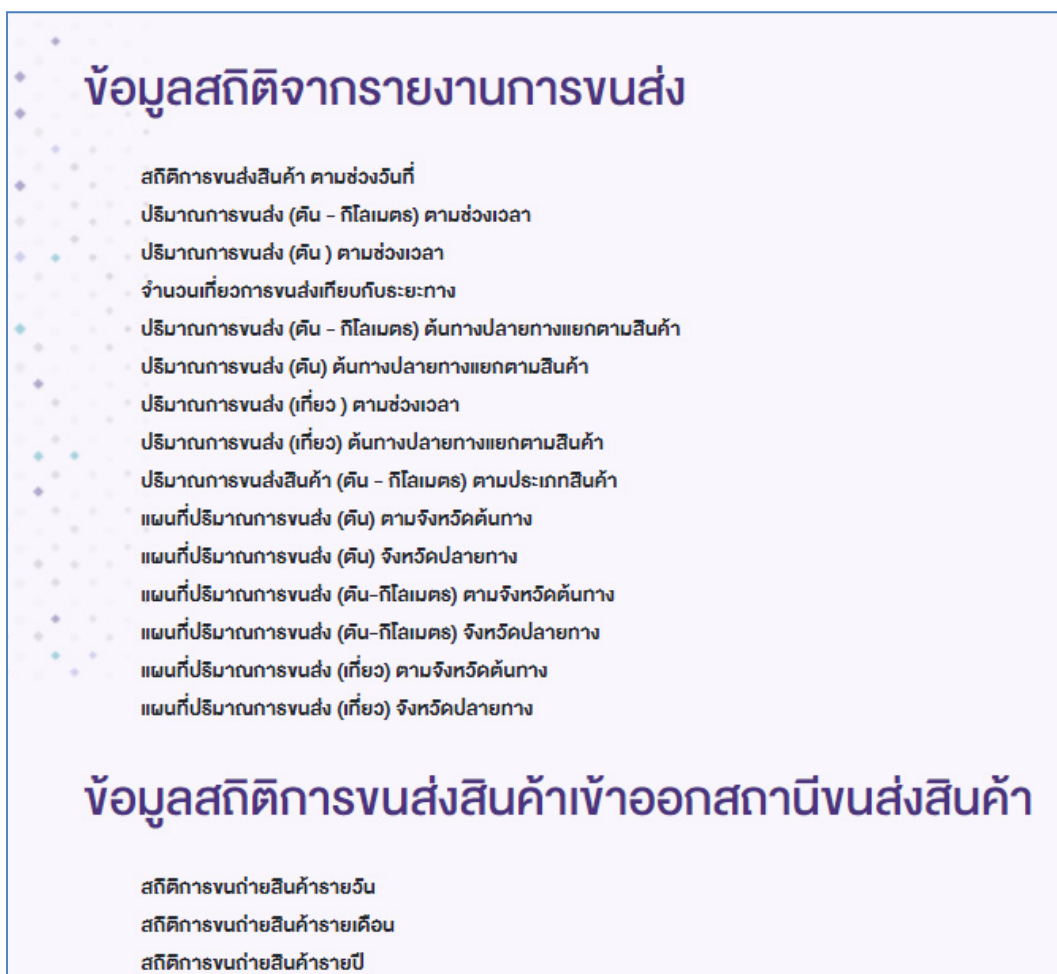 ข้อมูลสถิติจากรายงานการขนส่ง
สถิติการขนส่งสินค้า ตามช่วงวันที่
ปริมาณการขนส่ง (ตัน - กิโลเมตร) ตามช่วงเวลา
ปริมาณการขนส่ง (ตัน ) ตามช่วงเวลา
จำนวนเที่ยวการขนส่งเทียบกับระยะทาง
ปริมาณการขนส่ง (ตัน - กิโลเมตร) ต้นทางปลายทางแยกตามสินค้า
ปริมาณการขนส่ง (ตัน) ต้นทางปลายทางแยกตามสินค้า
ปริมาณการขนส่ง (เที่ยว ) ตามช่วงเวลา
ปริมาณการขนส่ง (เที่ยว) ต้นทางปลายทางแยกตามสินค้า
ปริมาณการขนส่งสินค้า (ตัน - กิโลเมตร) ตามประเภทสินค้า
แผนที่ปริมาณการขนส่ง (ตัน) ตามจังหวัดต้นทาง
แผนที่ปริมาณการขนส่ง (ตัน) จังหวัดปลายทาง
แผนที่ปริมาณการขนส่ง (ตัน-กิโลเมตร) ตามจังหวัดต้นทาง
แผนที่ปริมาณการขนส่ง (ตัน-กิโลเมตร) จังหวัดปลายทาง
แผนที่ปริมาณการขนส่ง (เที่ยว) ตามจังหวัดต้นทาง
แผนที่ปริมาณการขนส่ง (เที่ยว) จังหวัดปลายทาง
ข้อมูลสถิติการขนส่งสินค้าเข้าออกสถานีขนส่งสินค้า
สถิติการขนถ่ายสินค้ารายวัน
สถิติการขนถ่ายสินค้ารายเดือน
สถิติการขนถ่ายสินค้ารายปี